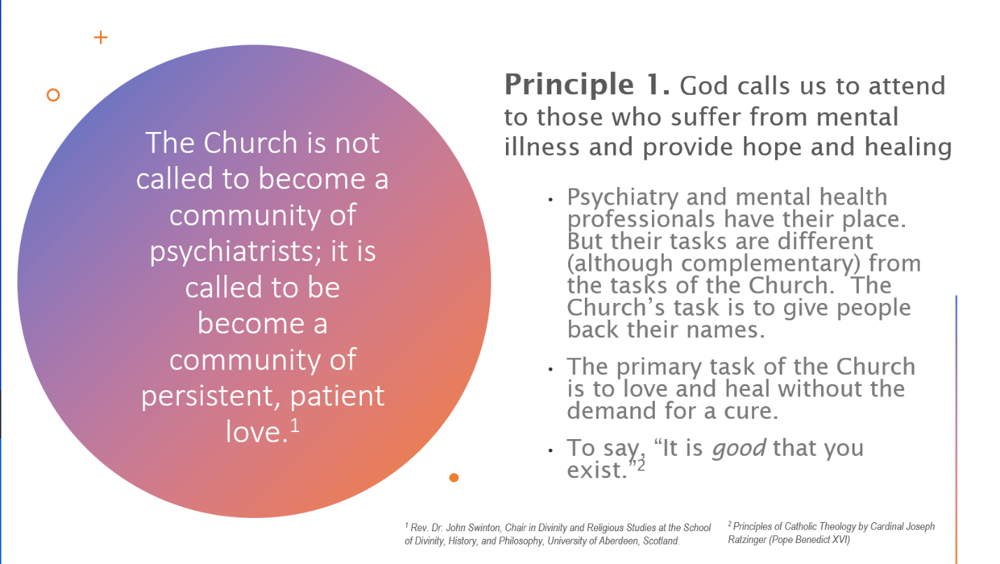 The Church is not
called to become a
community of
psychiatrists; it is
called to be
become a
community of
persistent, patient
love.¹
Principle 1. God calls us to attend
to those who suffer from mental
illness and provide hope and healing
• Psychiatry and mental health
professionals have their place.
But their tasks are different
(although complementary) from
the tasks of the Church.  The
Church’s task is to give people
back their names.
• The primary task of the Church
is to love and heal without the
demand for a cure.
• To say, “It is good that you
exist.”²
¹ Rev. Dr. John Swinton, Chair in Divinity and Religious Studies at the School
of Divinity, History, and Philosophy, University of Aberdeen, Scotland.
² Principles of Catholic Theology by Cardinal Joseph
Ratzinger (Pope Benedict XVI)